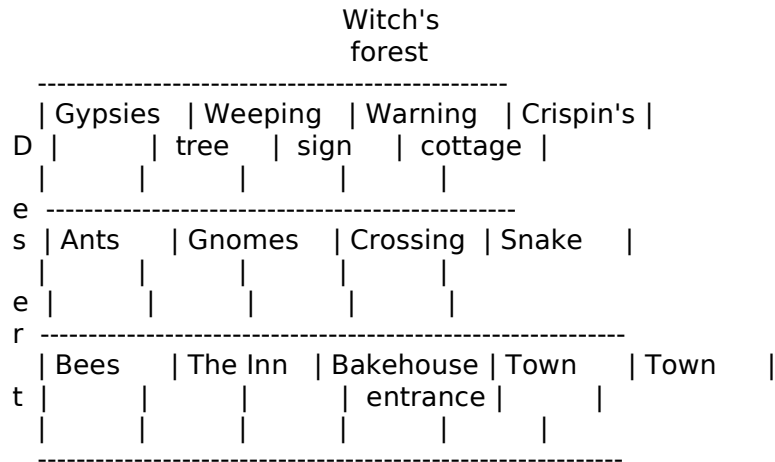 Witch's
forest
-----------------------------------------------
| Gypsies | Weeping | Warning | Crispin's |
D | | tree | sign | cottage |
| | | | |
e -----------------------------------------------
s | Ants | Gnomes | Crossing | Snake |
| | | | |
e | | | | |
r ----------------------------------------------------------
| Bees | The Inn | Bakehouse | Town | Town |
t | | | | entrance | |
| | | | | |
----------------------------------------------------------